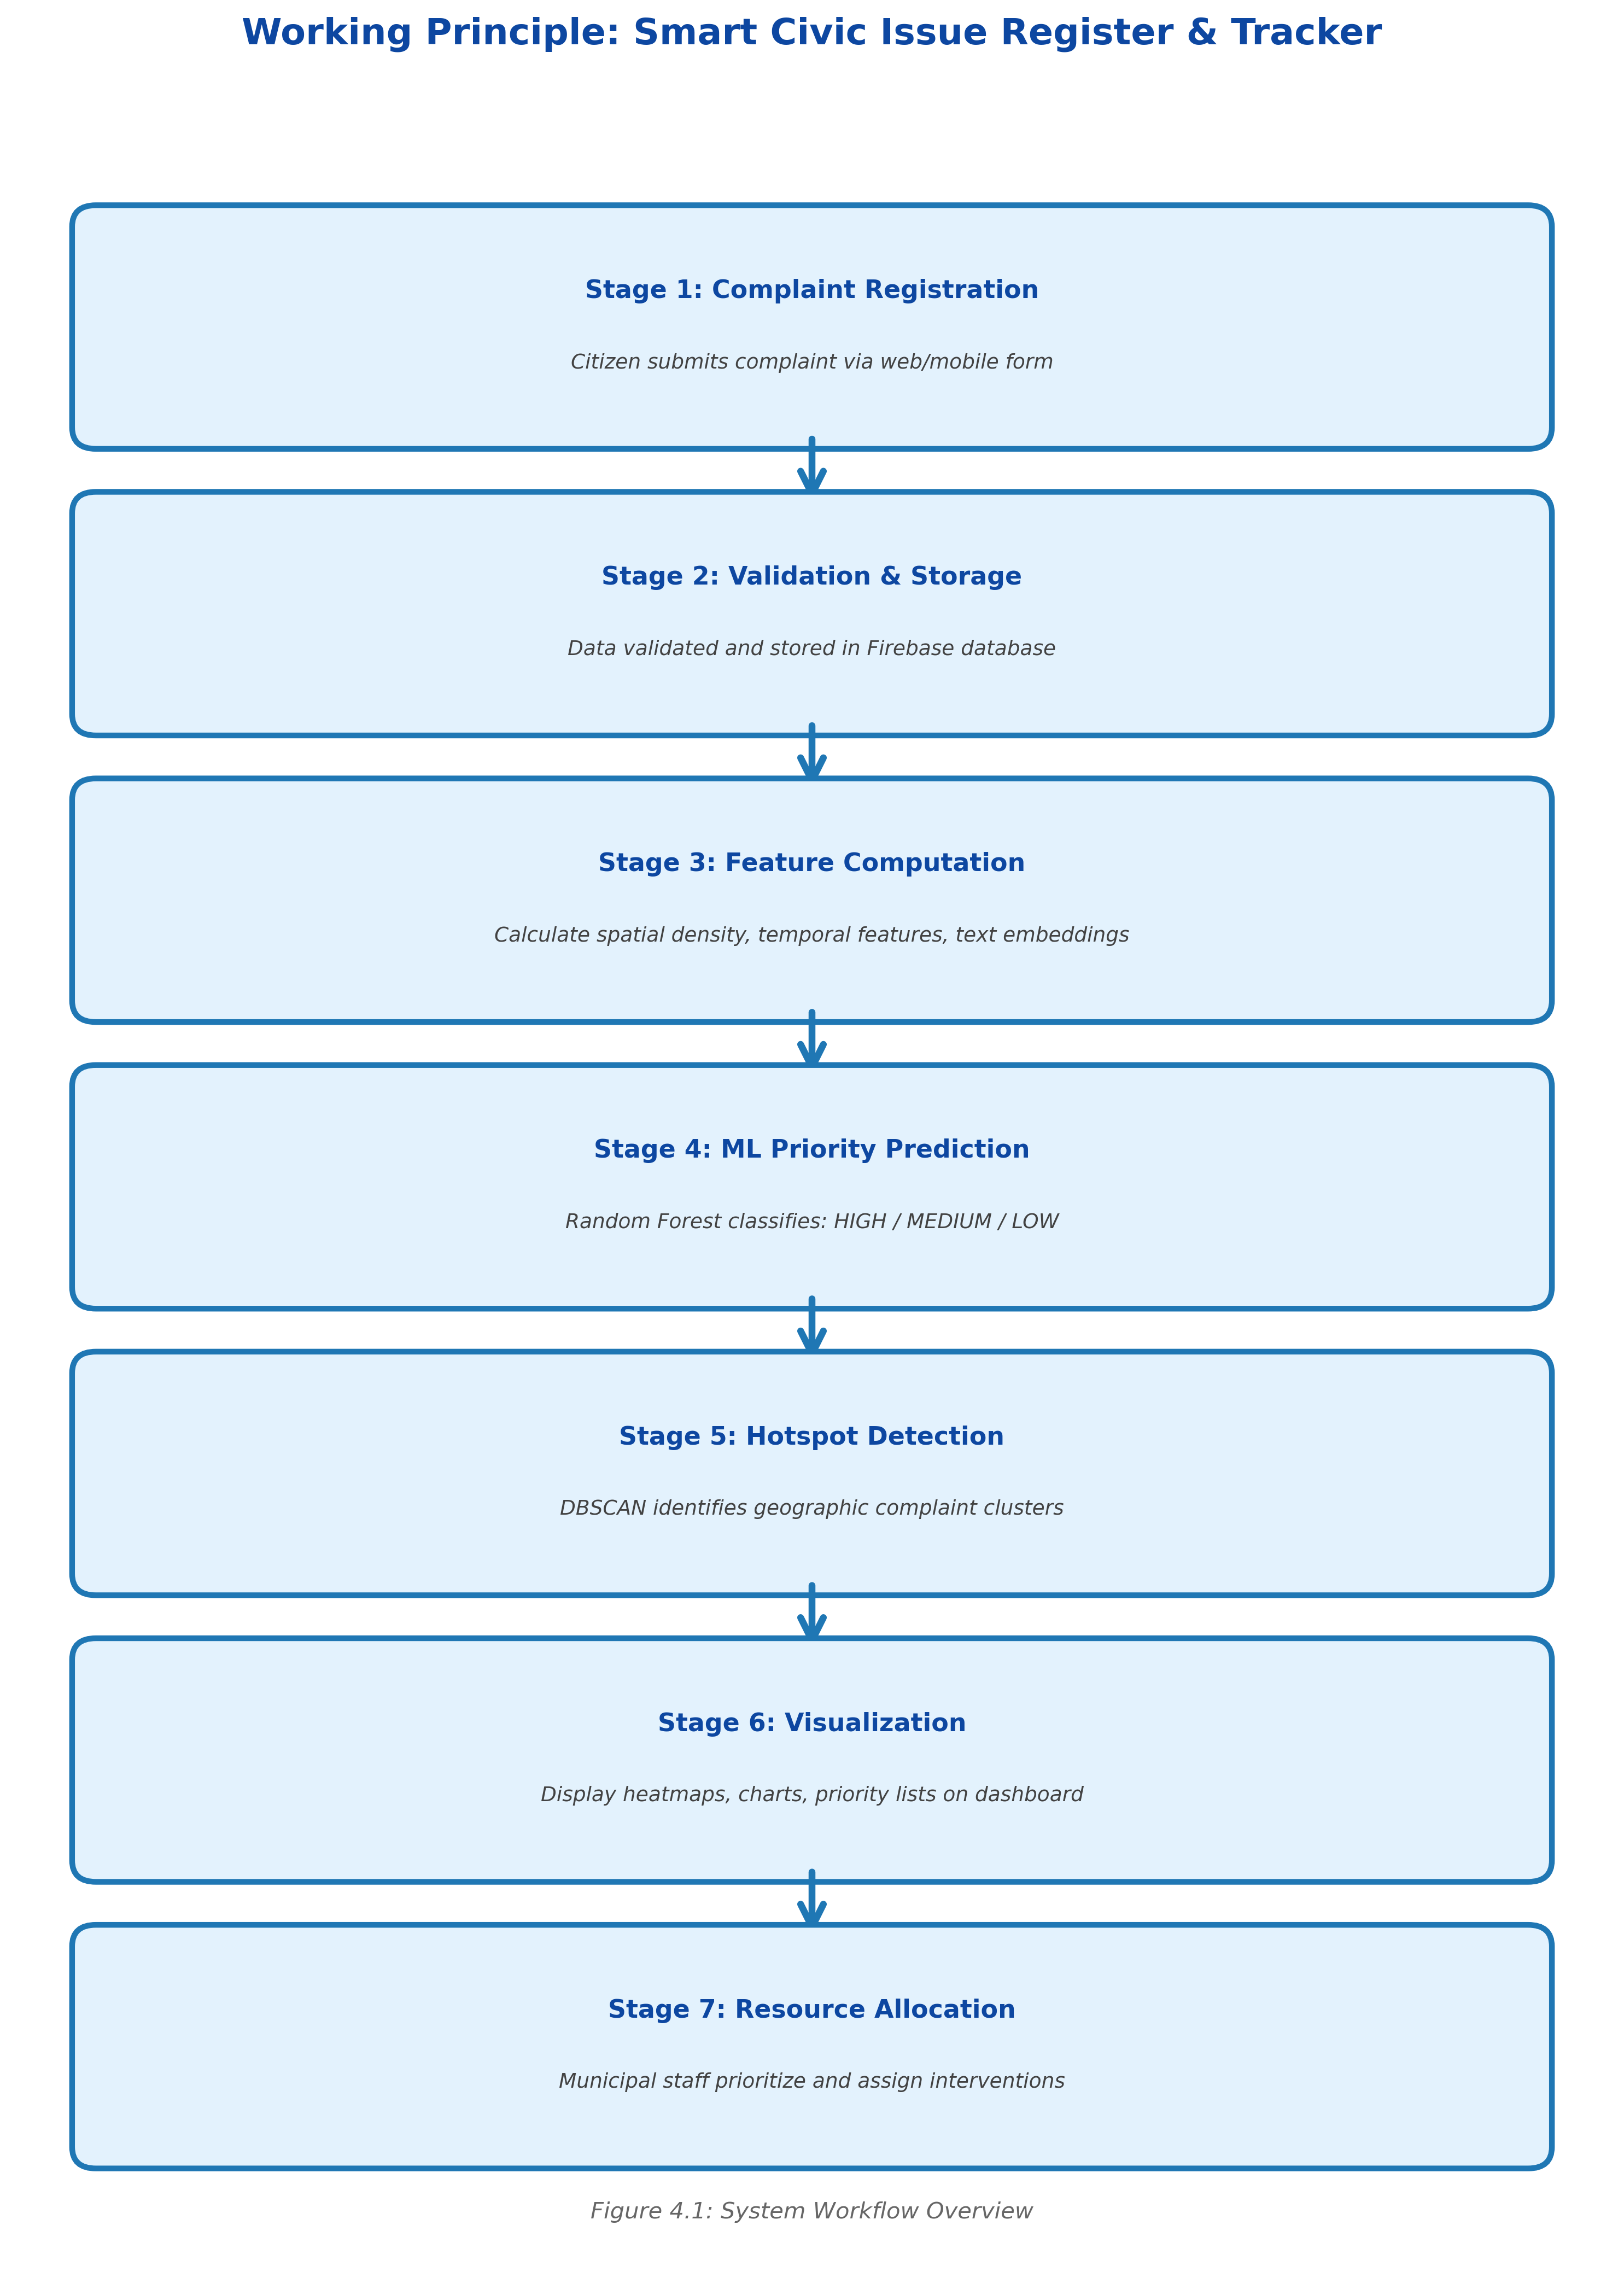 Working Principle: Smart Civic Issue Register & Tracker
Stage 1: Complaint Registration
Citizen submits complaint via web/mobile form
Stage 2: Validation & Storage
Data validated and stored in Firebase database
Stage 3: Feature Computation
Calculate spatial density, temporal features, text embeddings
Stage 4: ML Priority Prediction
Random Forest classifies: HIGH / MEDIUM / LOW
Stage 5: Hotspot Detection
DBSCAN identifies geographic complaint clusters
Stage 6: Visualization
Display heatmaps, charts, priority lists on dashboard
Stage 7: Resource Allocation
Municipal staff prioritize and assign interventions
Figure 4.1: System Workflow Overview